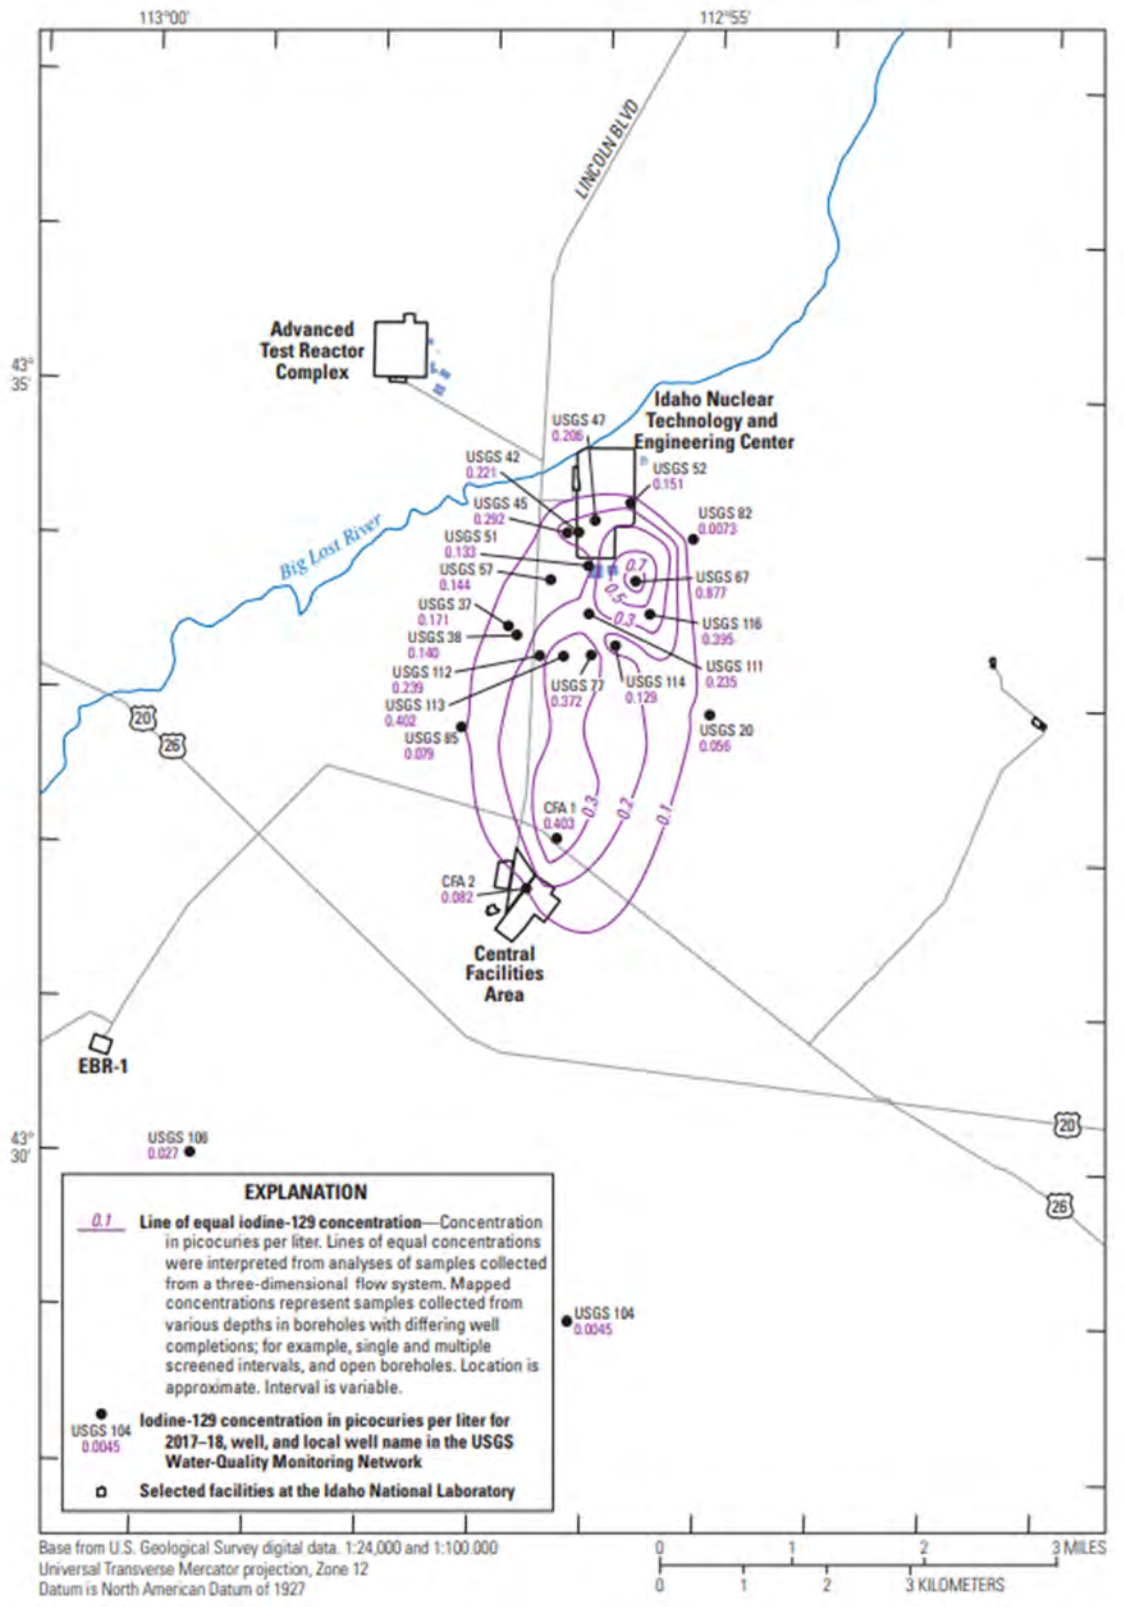 113°00'
112°55'
LINCOLN BLVD
Advanced
Test Reactor
Complex
43°
35'
Idaho Nuclear
Technology and
Engineering Center
USGS 47
0.206
USGS 42
0.221
USGS 52
0.151
USGS 45
0.292
USGS 82
0.0073
USGS 51
0.133
USGS 57
0.144
0.7
USGS 67
0.877
0.5
Big Lost River
USGS 37
0.171
0.3
USGS 116
0.395
USGS 38
0.140
USGS 111
0.235
USGS 112
0.239
USGS 77
0.372
USGS 114
0.129
USGS 113
0.402
USGS 85
0.079
USGS 20
0.056
20
26
CFA 1
0.403
0.3
0.2
0.1
CFA 2
0.082
Central
Facilities
Area
EBR-1
20
26
43°
30'
USGS 106
0.027
USGS 104
0.0045
EXPLANATION
0.1
Line of equal iodine-129 concentration—Concentration
in picocuries per liter. Lines of equal concentrations
were interpreted from analyses of samples collected
from a three-dimensional flow system. Mapped
concentrations represent samples collected from
various depths in boreholes with differing well
completions; for example, single and multiple
screened intervals, and open boreholes. Location is
approximate. Interval is variable.
USGS 104
0.0045
Iodine-129 concentration in picocuries per liter for
2017–18, well, and local well name in the USGS
Water-Quality Monitoring Network
Selected facilities at the Idaho National Laboratory
Base from U.S. Geological Survey digital data. 1:24,000 and 1:100.000
Universal Transverse Mercator projection, Zone 12
Datum is North American Datum of 1927
0 1 2 3 MILES
0 1 2 3 KILOMETERS